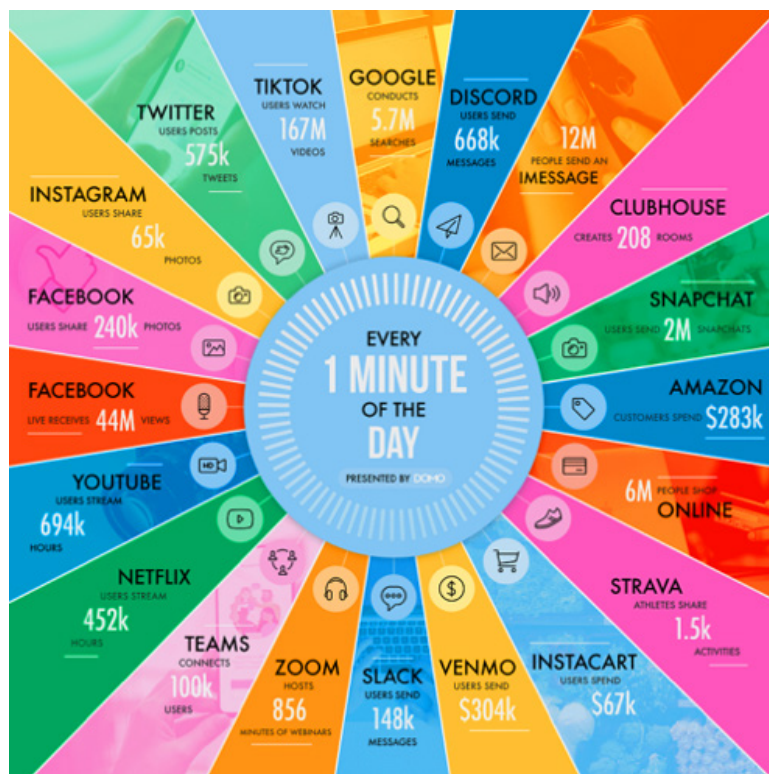 EVERY
1 MINUTE
OF THE
DAY
PRESENTED BY DOMO
GOOGLE
CONDUCTS
5.7M
SEARCHES
DISCORD
USERS SEND
668k
MESSAGES
12M
PEOPLE SEND AN
IMESSAGE
CLUBHOUSE
CREATES 208 ROOMS
SNAPCHAT
USERS SEND 2M SNAPCHATS
AMAZON
CUSTOMERS SPEND $283k
6M PEOPLE SHOP
ONLINE
STRAVA
ATHLETES SHARE
1.5k
ACTIVITIES
INSTACART
USERS SPEND
$67k
VENMO
USERS SEND
$304k
SLACK
USERS SEND
148k
MESSAGES
ZOOM
HOSTS
856
MINUTES OF WEBINARS
TEAMS
CONNECTS
100k
USERS
NETFLIX
USERS STREAM
452k
HOURS
YOUTUBE
USERS STREAM
694k
HOURS
FACEBOOK
LIVE RECEIVES 44M VIEWS
FACEBOOK
USERS SHARE 240k PHOTOS
INSTAGRAM
USERS SHARE
65k
PHOTOS
TWITTER
USERS POSTS
575k
TWEETS
TIKTOK
USERS WATCH
167M
VIDEOS
HD